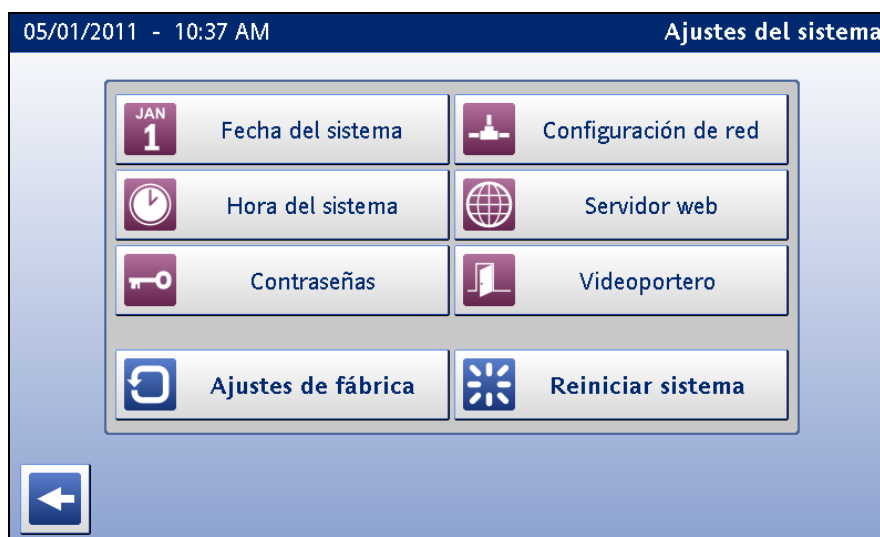 05/01/2011 - 10:37 AM Ajustes del sistema
JAN
1
Fecha del sistema
Configuración de red
Hora del sistema
Servidor web
Contraseñas
Videoportero
Ajustes de fábrica
Reiniciar sistema